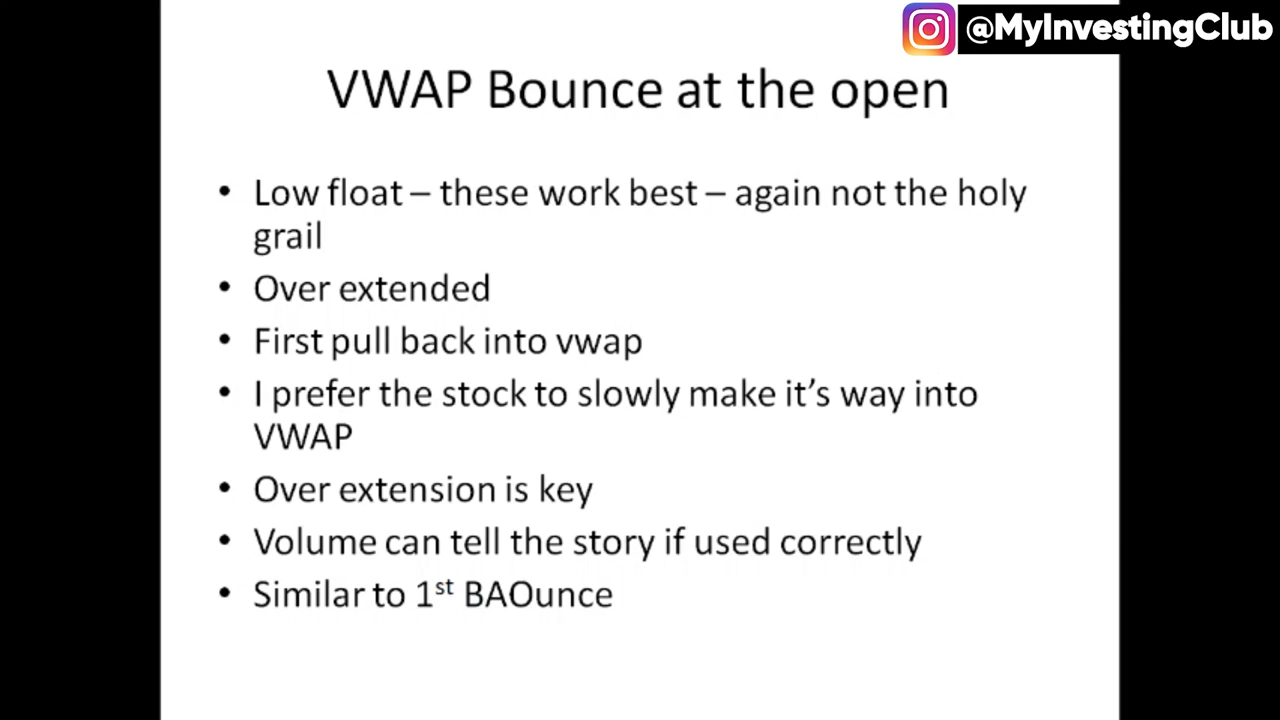 @MyInvestingClub
VWAP Bounce at the open
• Low float – these work best – again not the holy
grail
• Over extended
• First pull back into vwap
• I prefer the stock to slowly make it’s way into
VWAP
• Over extension is key
• Volume can tell the story if used correctly
• Similar to 1st BAOunce